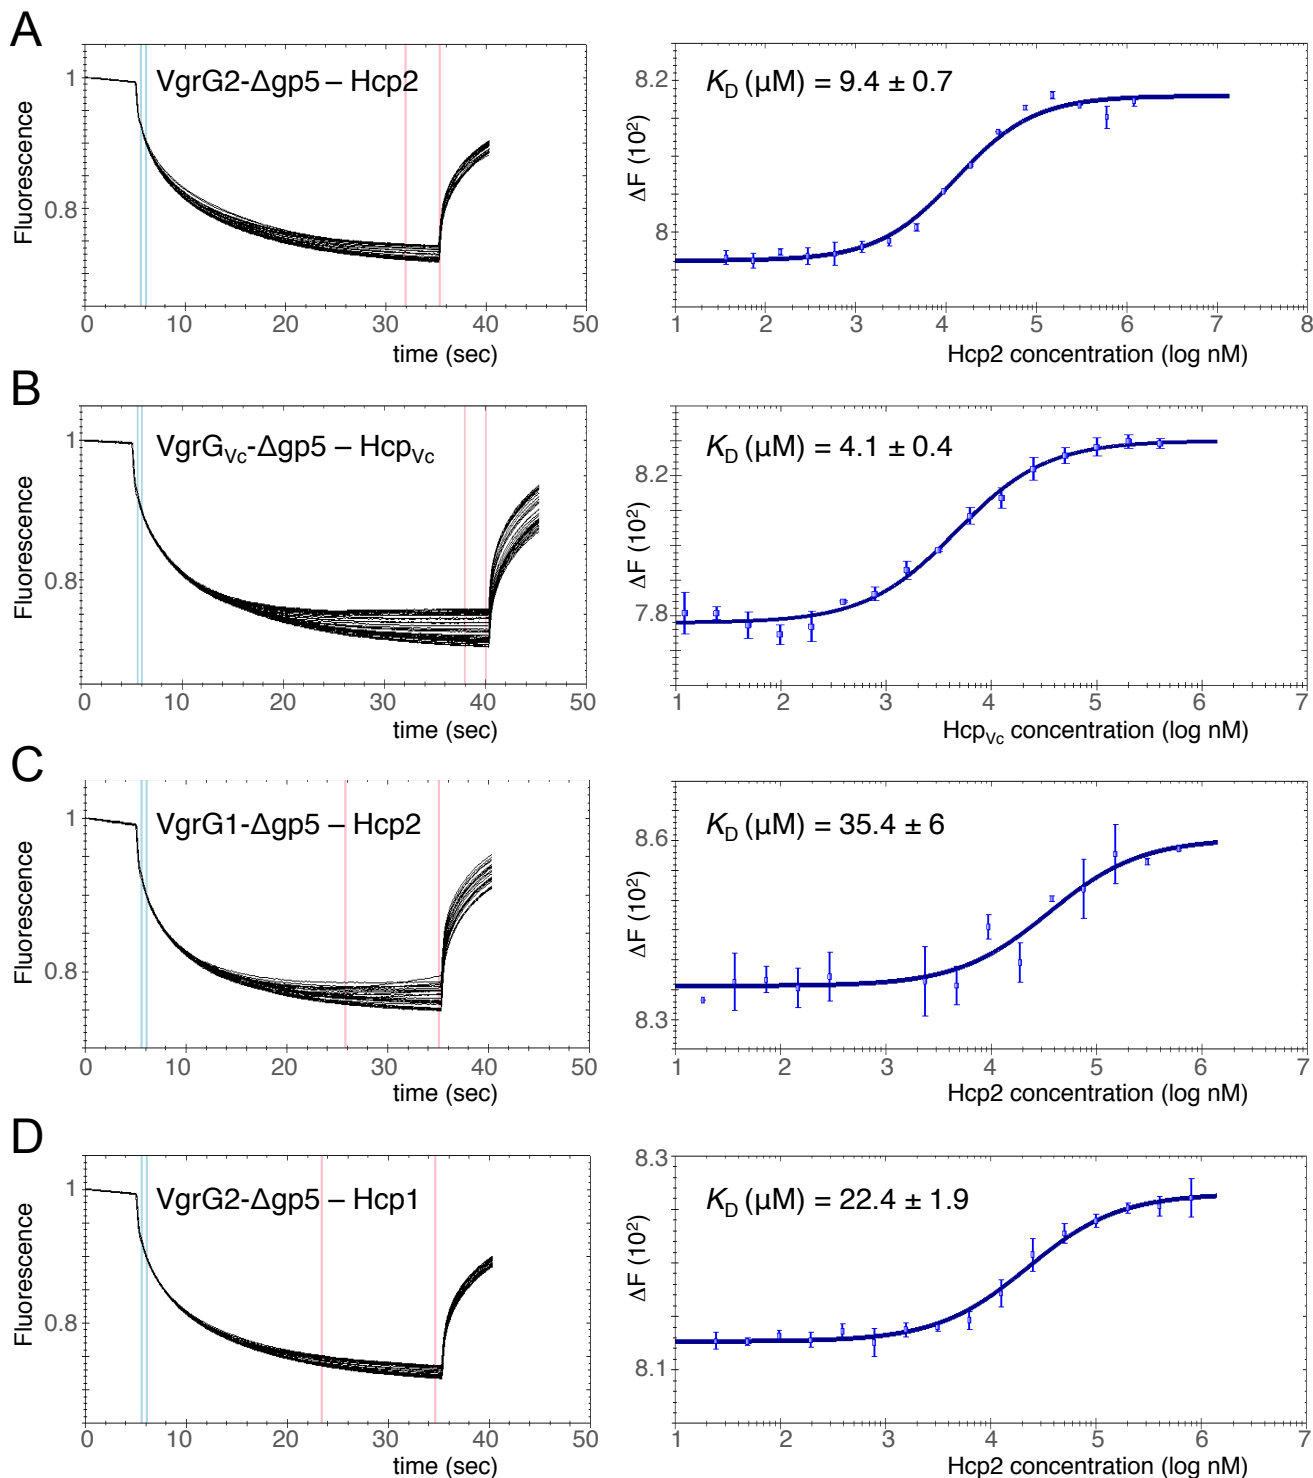 A
VgrG2-Δgp5 – Hcp2
Fluorescence
1
0.8
0 10 20 30 40 50
time (sec)
K_D (µM) = 9.4 ± 0.7
ΔF (10²)
8.2
8
1 2 3 4 5 6 7 8
Hcp2 concentration (log nM)
B
VgrG_Vc-Δgp5 – Hcp_Vc
Fluorescence
1
0.8
0 10 20 30 40 50
time (sec)
K_D (µM) = 4.1 ± 0.4
ΔF (10²)
8.2
7.8
1 2 3 4 5 6 7
Hcp_Vc concentration (log nM)
C
VgrG1-Δgp5 – Hcp2
Fluorescence
1
0.8
0 10 20 30 40 50
time (sec)
K_D (µM) = 35.4 ± 6
ΔF (10²)
8.6
8.3
1 2 3 4 5 6 7
Hcp2 concentration (log nM)
D
VgrG2-Δgp5 – Hcp1
Fluorescence
1
0.8
0 10 20 30 40 50
time (sec)
K_D (µM) = 22.4 ± 1.9
ΔF (10²)
8.3
8.1
1 2 3 4 5 6 7
Hcp2 concentration (log nM)